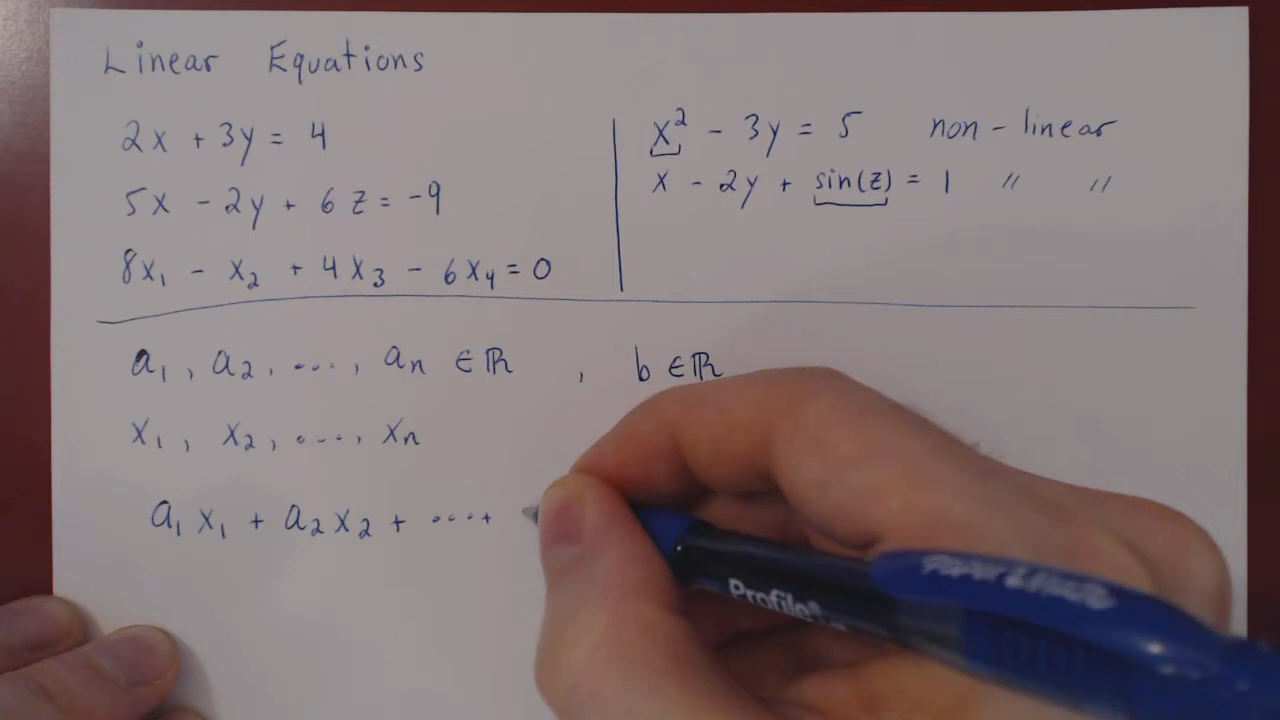 Linear Equations
2x + 3y = 4
5x - 2y + 6z = -9
8x₁ - x₂ + 4x₃ - 6x₄ = 0
x² - 3y = 5 non-linear
x - 2y + sin(z) = 1 〃 〃
a₁, a₂, ...., aₙ ∈ ℝ , b ∈ ℝ
x₁, x₂, ...., xₙ
a₁x₁ + a₂x₂ + ....+
Profile®